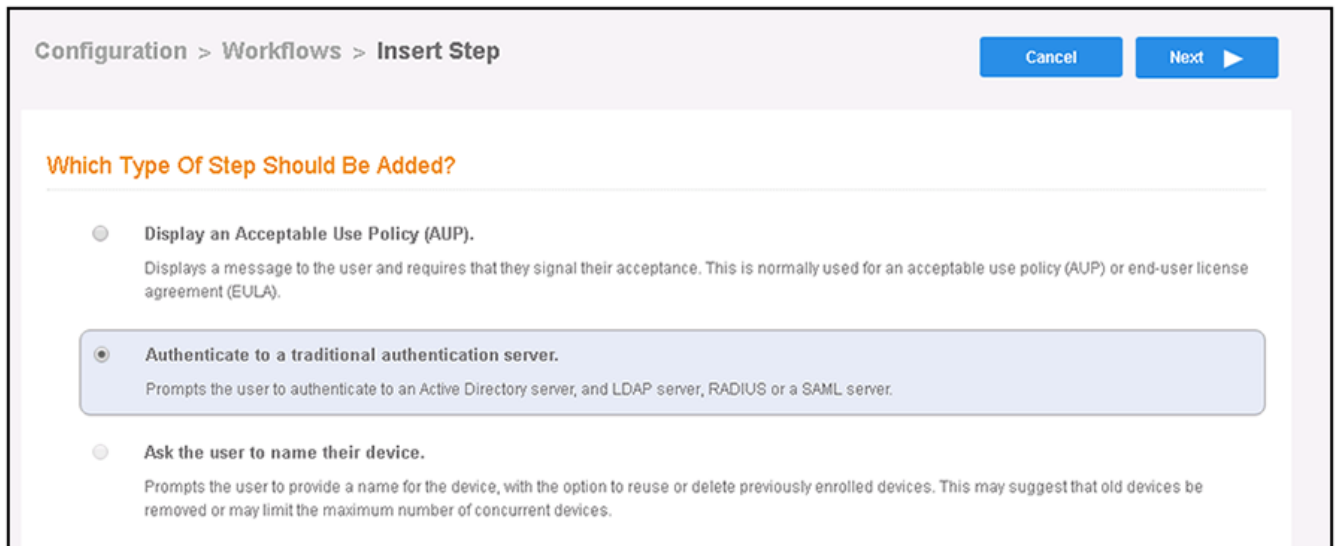 Configuration > Workflows > Insert Step
Cancel
Next
Which Type Of Step Should Be Added?
Display an Acceptable Use Policy (AUP).
Displays a message to the user and requires that they signal their acceptance. This is normally used for an acceptable use policy (AUP) or end-user license
agreement (EULA).
Authenticate to a traditional authentication server.
Prompts the user to authenticate to an Active Directory server, and LDAP server, RADIUS or a SAML server.
Ask the user to name their device.
Prompts the user to provide a name for the device, with the option to reuse or delete previously enrolled devices. This may suggest that old devices be
removed or may limit the maximum number of concurrent devices.